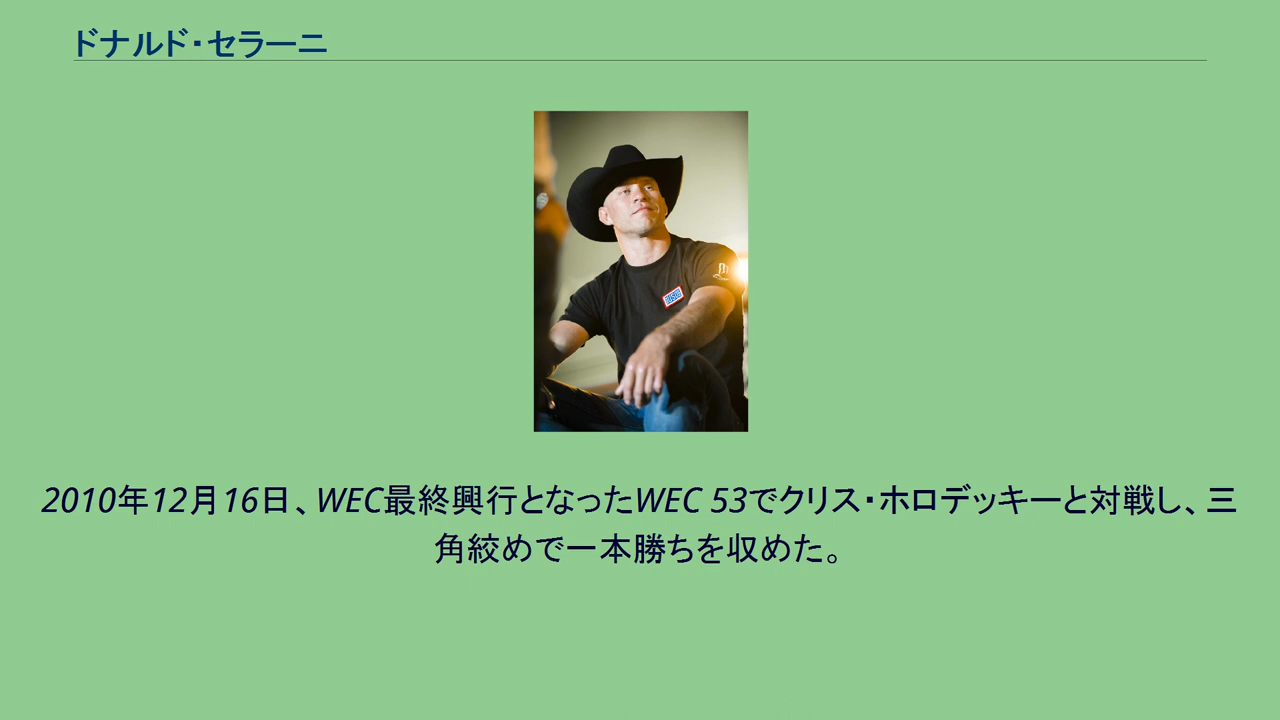 ドナルド・セラーニ
2010年12月16日、WEC最終興行となったWEC 53でクリス・ホロデッキーと対戦し、三
角絞めで一本勝ちを収めた。